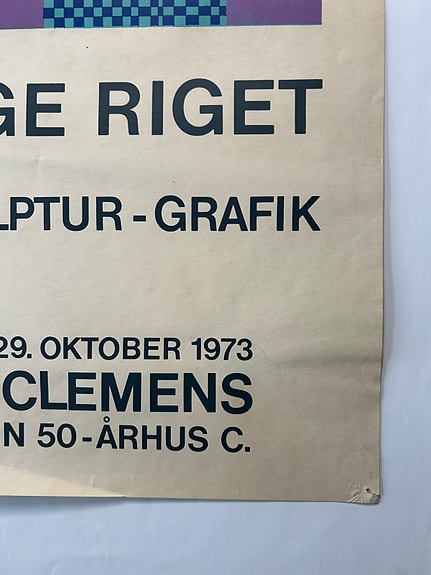 GE RIGET
LPTUR - GRAFIK
29. OKTOBER 1973
CLEMENS
N 50 - ÅRHUS C.